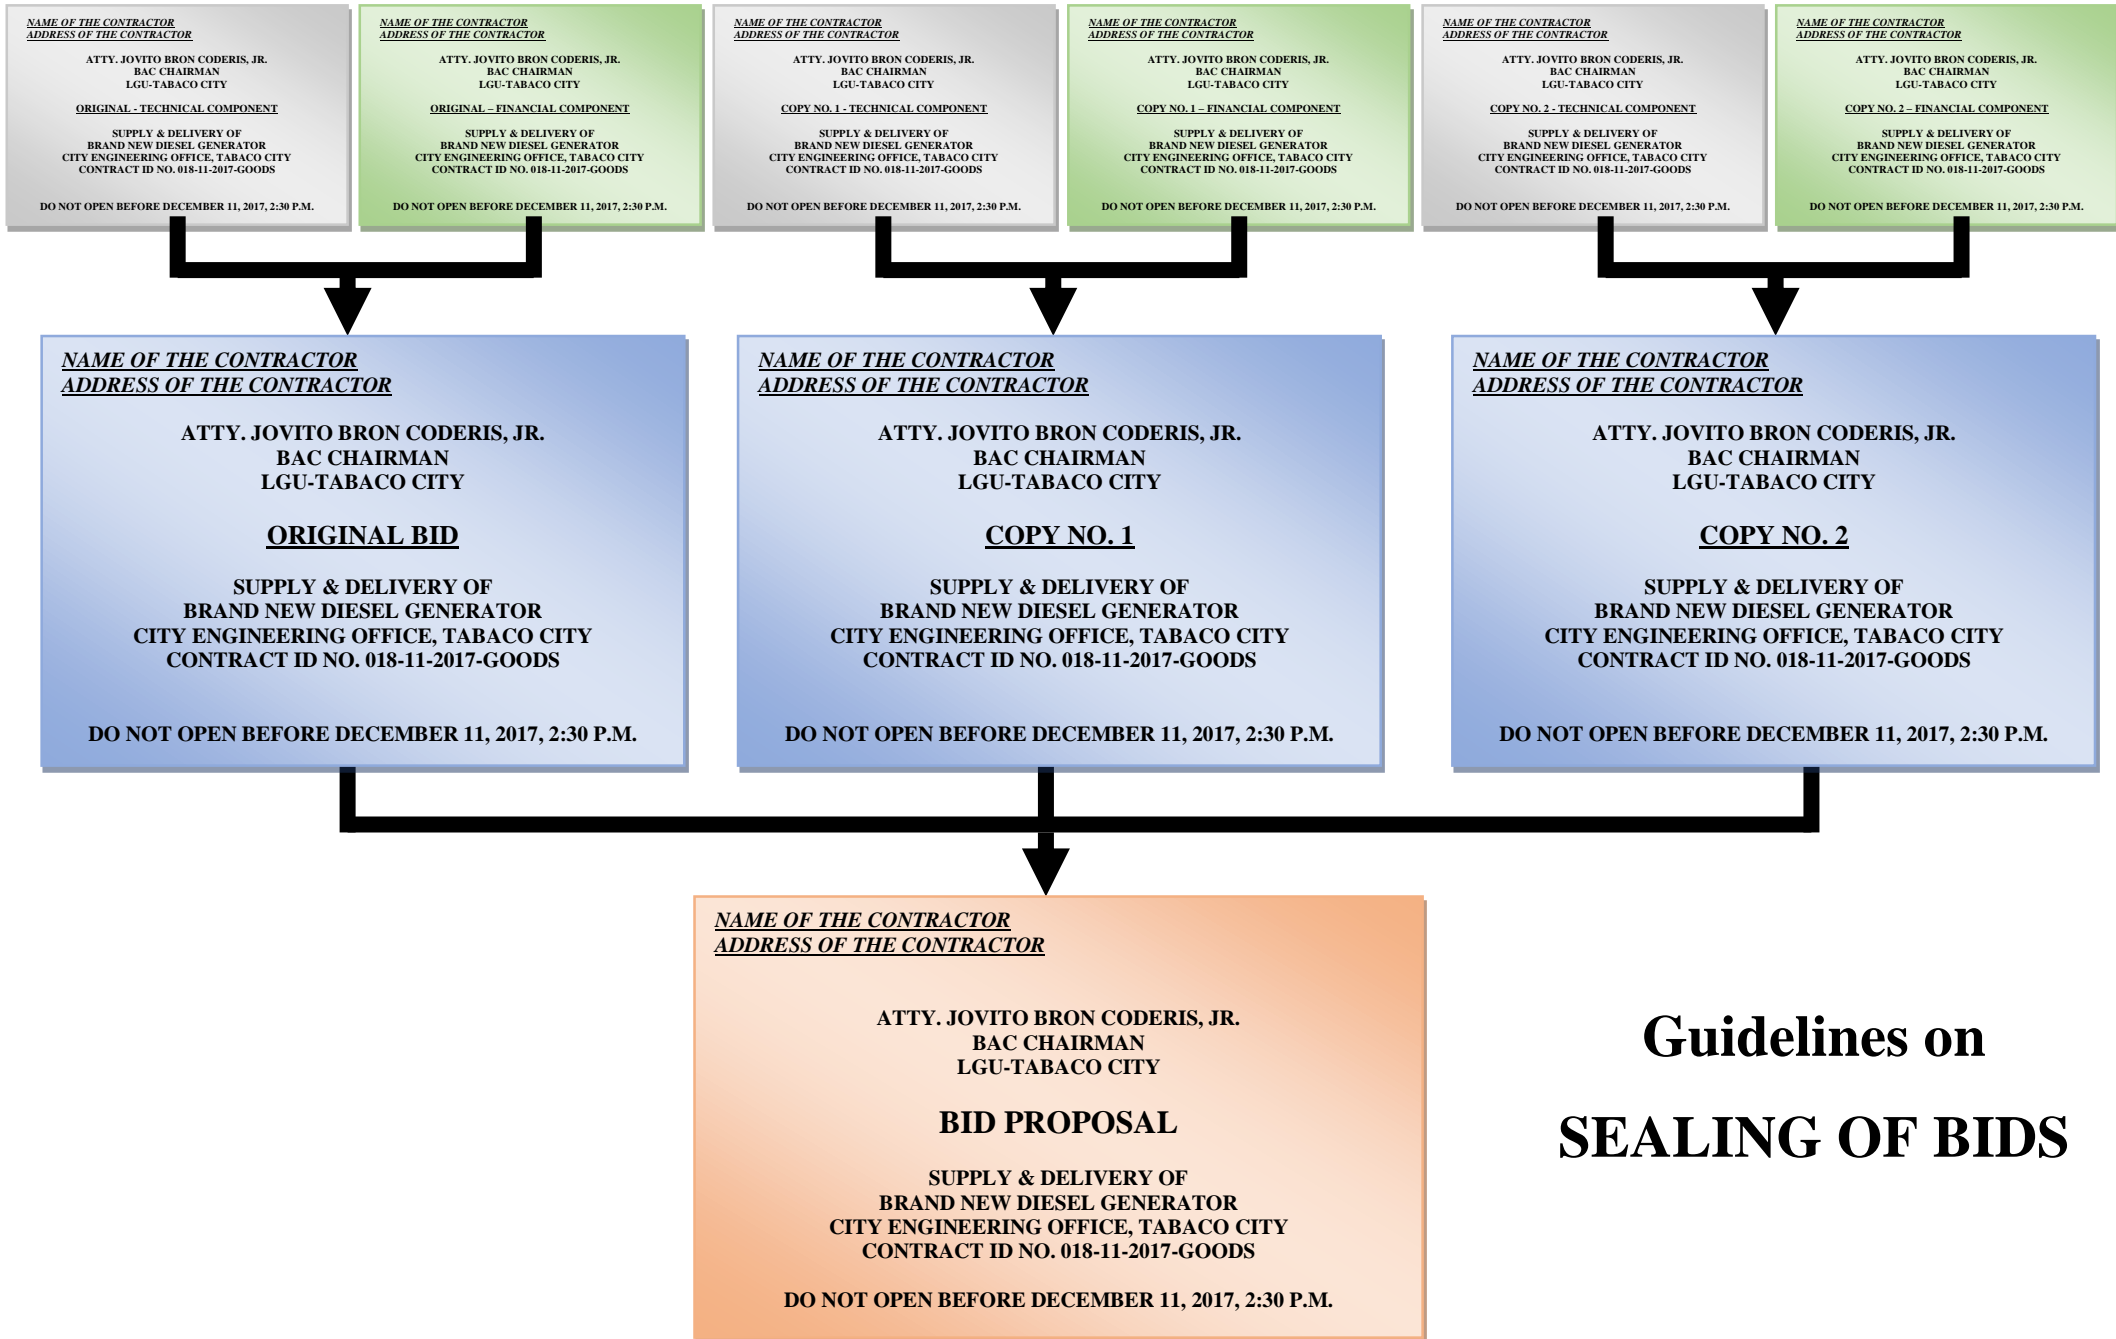 NAME OF THE CONTRACTOR
ADDRESS OF THE CONTRACTOR
ATTY. JOVITO BRON CODERIS, JR.
BAC CHAIRMAN
LGU-TABACO CITY
ORIGINAL - TECHNICAL COMPONENT
SUPPLY & DELIVERY OF
BRAND NEW DIESEL GENERATOR
CITY ENGINEERING OFFICE, TABACO CITY
CONTRACT ID NO. 018-11-2017-GOODS
DO NOT OPEN BEFORE DECEMBER 11, 2017, 2:30 P.M.
NAME OF THE CONTRACTOR
ADDRESS OF THE CONTRACTOR
ATTY. JOVITO BRON CODERIS, JR.
BAC CHAIRMAN
LGU-TABACO CITY
ORIGINAL – FINANCIAL COMPONENT
SUPPLY & DELIVERY OF
BRAND NEW DIESEL GENERATOR
CITY ENGINEERING OFFICE, TABACO CITY
CONTRACT ID NO. 018-11-2017-GOODS
DO NOT OPEN BEFORE DECEMBER 11, 2017, 2:30 P.M.
NAME OF THE CONTRACTOR
ADDRESS OF THE CONTRACTOR
ATTY. JOVITO BRON CODERIS, JR.
BAC CHAIRMAN
LGU-TABACO CITY
COPY NO. 1 - TECHNICAL COMPONENT
SUPPLY & DELIVERY OF
BRAND NEW DIESEL GENERATOR
CITY ENGINEERING OFFICE, TABACO CITY
CONTRACT ID NO. 018-11-2017-GOODS
DO NOT OPEN BEFORE DECEMBER 11, 2017, 2:30 P.M.
NAME OF THE CONTRACTOR
ADDRESS OF THE CONTRACTOR
ATTY. JOVITO BRON CODERIS, JR.
BAC CHAIRMAN
LGU-TABACO CITY
COPY NO. 1 – FINANCIAL COMPONENT
SUPPLY & DELIVERY OF
BRAND NEW DIESEL GENERATOR
CITY ENGINEERING OFFICE, TABACO CITY
CONTRACT ID NO. 018-11-2017-GOODS
DO NOT OPEN BEFORE DECEMBER 11, 2017, 2:30 P.M.
NAME OF THE CONTRACTOR
ADDRESS OF THE CONTRACTOR
ATTY. JOVITO BRON CODERIS, JR.
BAC CHAIRMAN
LGU-TABACO CITY
COPY NO. 2 - TECHNICAL COMPONENT
SUPPLY & DELIVERY OF
BRAND NEW DIESEL GENERATOR
CITY ENGINEERING OFFICE, TABACO CITY
CONTRACT ID NO. 018-11-2017-GOODS
DO NOT OPEN BEFORE DECEMBER 11, 2017, 2:30 P.M.
NAME OF THE CONTRACTOR
ADDRESS OF THE CONTRACTOR
ATTY. JOVITO BRON CODERIS, JR.
BAC CHAIRMAN
LGU-TABACO CITY
COPY NO. 2 – FINANCIAL COMPONENT
SUPPLY & DELIVERY OF
BRAND NEW DIESEL GENERATOR
CITY ENGINEERING OFFICE, TABACO CITY
CONTRACT ID NO. 018-11-2017-GOODS
DO NOT OPEN BEFORE DECEMBER 11, 2017, 2:30 P.M.
NAME OF THE CONTRACTOR
ADDRESS OF THE CONTRACTOR
ATTY. JOVITO BRON CODERIS, JR.
BAC CHAIRMAN
LGU-TABACO CITY
ORIGINAL BID
SUPPLY & DELIVERY OF
BRAND NEW DIESEL GENERATOR
CITY ENGINEERING OFFICE, TABACO CITY
CONTRACT ID NO. 018-11-2017-GOODS
DO NOT OPEN BEFORE DECEMBER 11, 2017, 2:30 P.M.
NAME OF THE CONTRACTOR
ADDRESS OF THE CONTRACTOR
ATTY. JOVITO BRON CODERIS, JR.
BAC CHAIRMAN
LGU-TABACO CITY
COPY NO. 1
SUPPLY & DELIVERY OF
BRAND NEW DIESEL GENERATOR
CITY ENGINEERING OFFICE, TABACO CITY
CONTRACT ID NO. 018-11-2017-GOODS
DO NOT OPEN BEFORE DECEMBER 11, 2017, 2:30 P.M.
NAME OF THE CONTRACTOR
ADDRESS OF THE CONTRACTOR
ATTY. JOVITO BRON CODERIS, JR.
BAC CHAIRMAN
LGU-TABACO CITY
COPY NO. 2
SUPPLY & DELIVERY OF
BRAND NEW DIESEL GENERATOR
CITY ENGINEERING OFFICE, TABACO CITY
CONTRACT ID NO. 018-11-2017-GOODS
DO NOT OPEN BEFORE DECEMBER 11, 2017, 2:30 P.M.
NAME OF THE CONTRACTOR
ADDRESS OF THE CONTRACTOR
ATTY. JOVITO BRON CODERIS, JR.
BAC CHAIRMAN
LGU-TABACO CITY
BID PROPOSAL
SUPPLY & DELIVERY OF
BRAND NEW DIESEL GENERATOR
CITY ENGINEERING OFFICE, TABACO CITY
CONTRACT ID NO. 018-11-2017-GOODS
DO NOT OPEN BEFORE DECEMBER 11, 2017, 2:30 P.M.
Guidelines on
SEALING OF BIDS